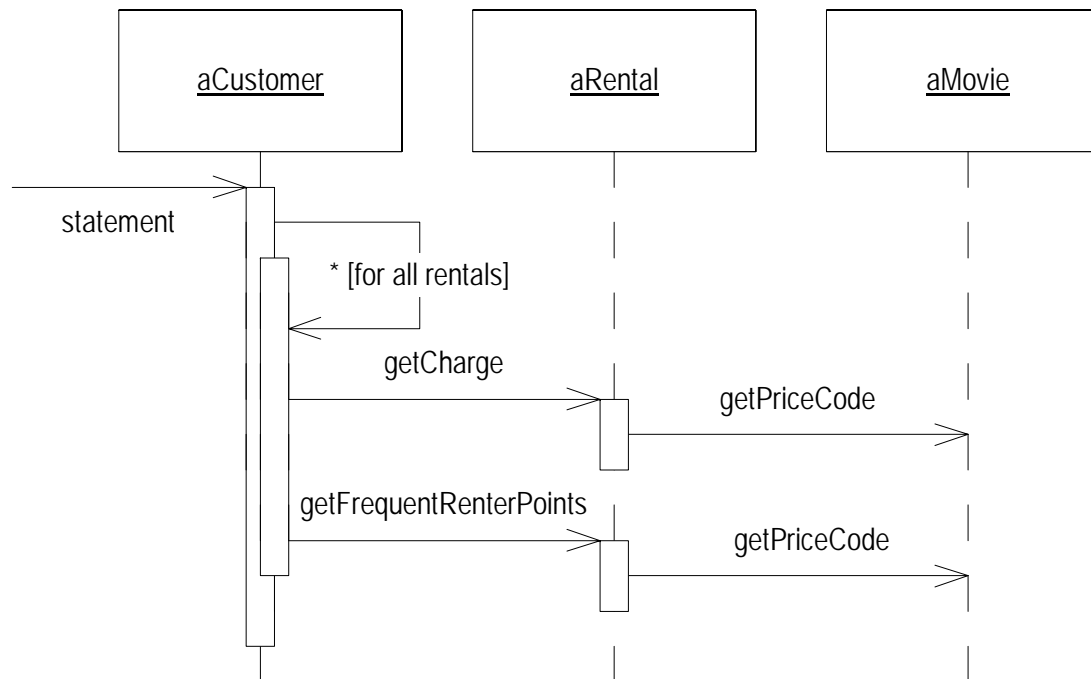 aCustomer
aRental
aMovie
statement
* [for all rentals]
getCharge
getPriceCode
getFrequentRenterPoints
getPriceCode